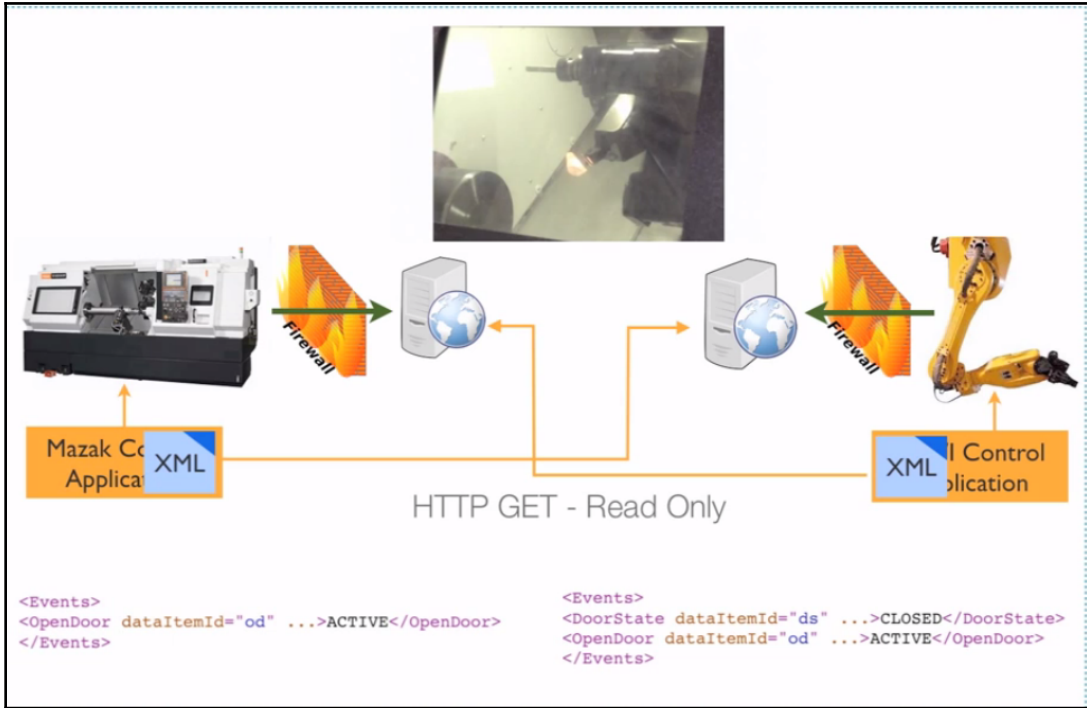 Firewall
Firewall
Mazak Co
Applicat
XML
XML
I Control
plication
HTTP GET - Read Only
<Events>
<OpenDoor dataItemId="od" ...>ACTIVE</OpenDoor>
</Events>
<Events>
<DoorState dataItemId="ds" ...>CLOSED</DoorState>
<OpenDoor dataItemId="od" ...>ACTIVE</OpenDoor>
</Events>